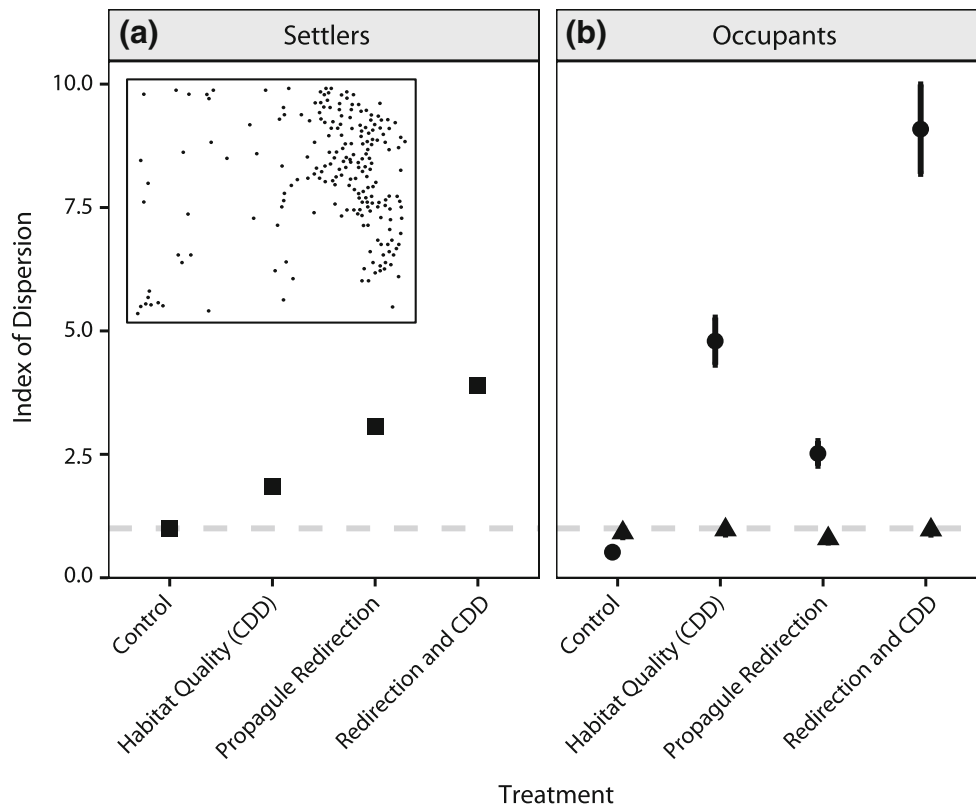 (a) Settlers
(b) Occupants
Index of Dispersion
10.0
7.5
5.0
2.5
0.0
Control
Habitat Quality (CDD)
Propagule Redirection
Redirection and CDD
Control
Habitat Quality (CDD)
Propagule Redirection
Redirection and CDD
Treatment